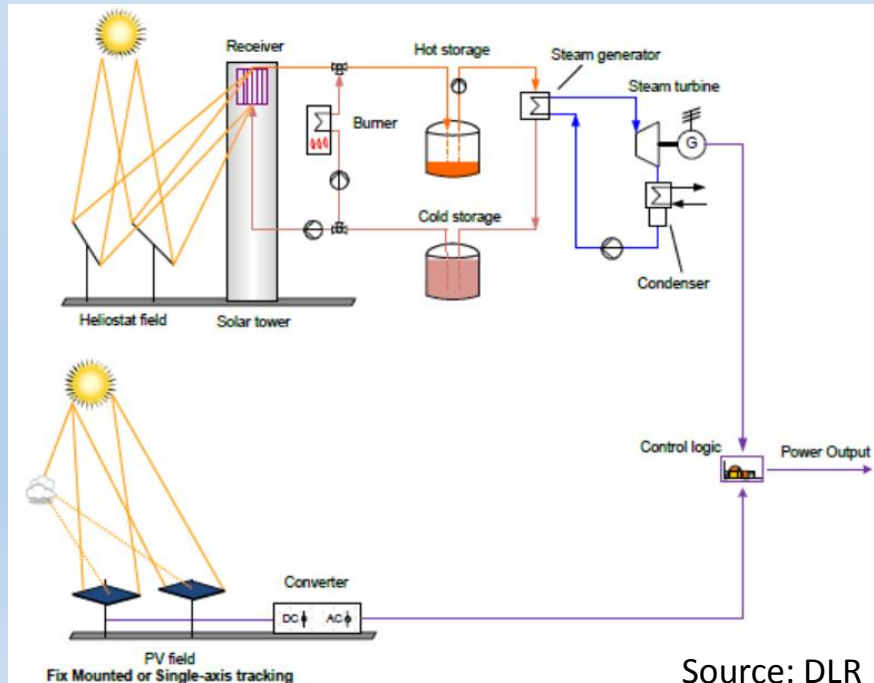 Receiver
Hot storage
Steam generator
Steam turbine
Burner
G
Cold storage
Condenser
Heliostat field
Solar tower
Control logic
Power Output
Converter
DC AC
PV field
Fix Mounted or Single-axis tracking
Source: DLR